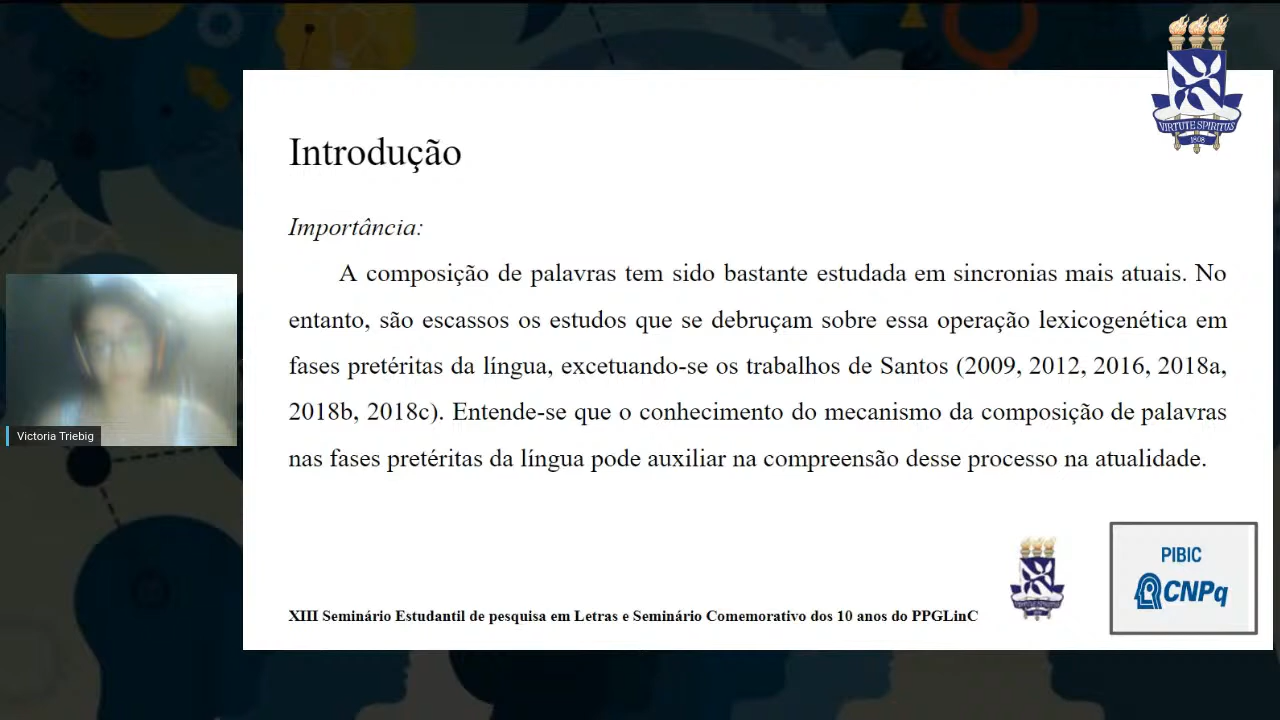 VIRTUTE SPIRITUS
1808
Introdução
Importância:
A composição de palavras tem sido bastante estudada em sincronias mais atuais. No
entanto, são escassos os estudos que se debruçam sobre essa operação lexicogenética em
fases pretéritas da língua, excetuando-se os trabalhos de Santos (2009, 2012, 2016, 2018a,
2018b, 2018c). Entende-se que o conhecimento do mecanismo da composição de palavras
nas fases pretéritas da língua pode auxiliar na compreensão desse processo na atualidade.
Victoria Triebig
VIRTUTE SPIRITUS
PIBIC
CNPq
XIII Seminário Estudantil de pesquisa em Letras e Seminário Comemorativo dos 10 anos do PPGLinC